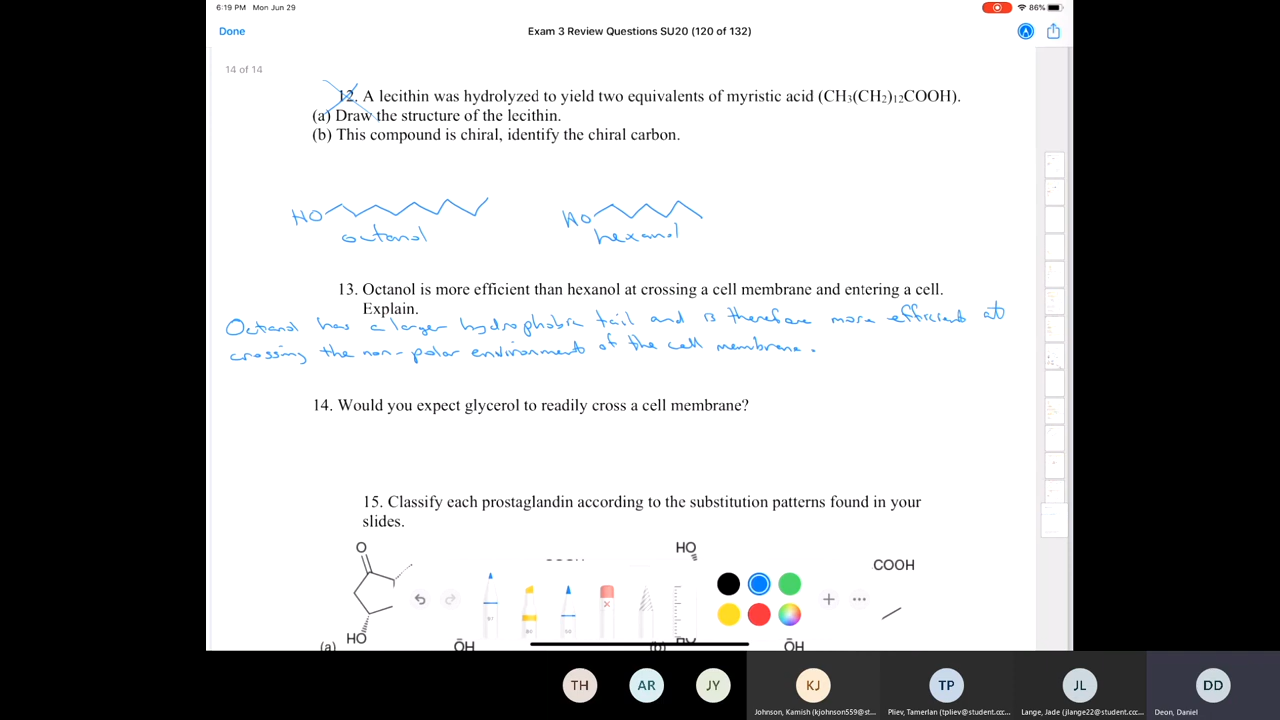 6:19 PM Mon Jun 29
86%
Done
Exam 3 Review Questions SU20 (120 of 132)
14 of 14
12. A lecithin was hydrolyzed to yield two equivalents of myristic acid (CH3(CH2)12COOH).
(a) Draw the structure of the lecithin.
(b) This compound is chiral, identify the chiral carbon.
HO
HO
octanol
hexanol
13. Octanol is more efficient than hexanol at crossing a cell membrane and entering a cell.
Explain.
Octanol has a larger hydrophobic tail and is therefore more efficient at
crossing the non-polar environment of the cell membrane.
14. Would you expect glycerol to readily cross a cell membrane?
15. Classify each prostaglandin according to the substitution patterns found in your
slides.
O
HO
COOH
HO
(a)
ŌH
ŌH
TH
AR
JY
KJ
TP
JL
DD
Johnson, Kamish (kjohnson559@st...
Pliev, Tamerlan (tpliev@student.ccc...
Lange, Jade (jlange22@student.ccc...
Deon, Daniel